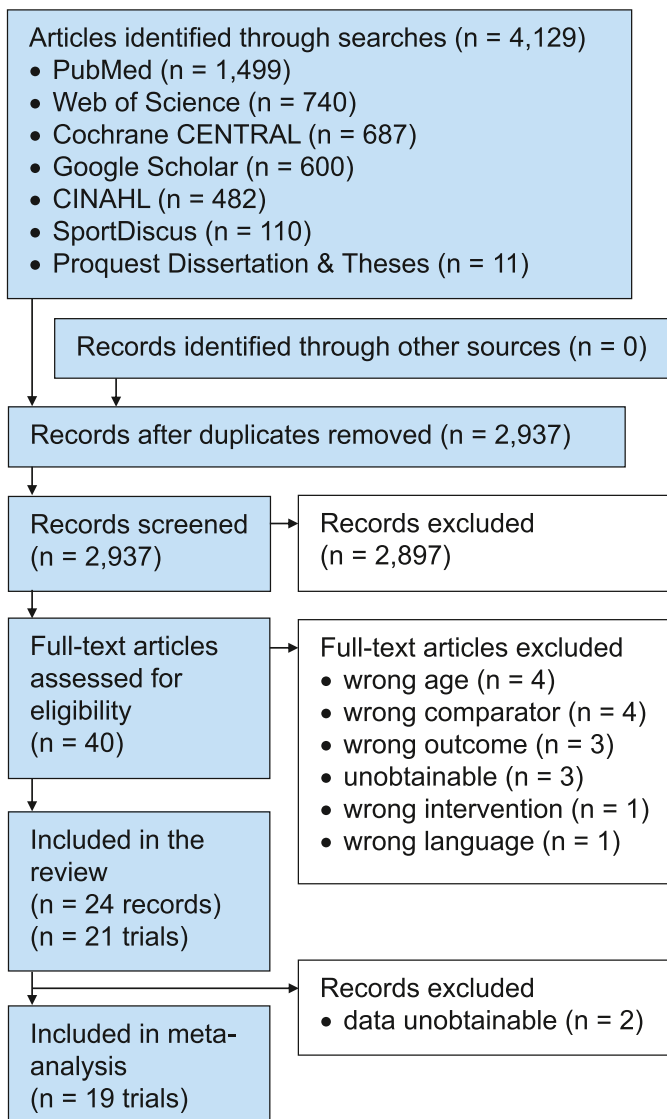 Articles identified through searches (n = 4,129)
• PubMed (n = 1,499)
• Web of Science (n = 740)
• Cochrane CENTRAL (n = 687)
• Google Scholar (n = 600)
• CINAHL (n = 482)
• SportDiscus (n = 110)
• Proquest Dissertation & Theses (n = 11)
Records identified through other sources (n = 0)
Records after duplicates removed (n = 2,937)
Records screened
(n = 2,937)
Records excluded
(n = 2,897)
Full-text articles
assessed for
eligibility
(n = 40)
Full-text articles excluded
• wrong age (n = 4)
• wrong comparator (n = 4)
• wrong outcome (n = 3)
• unobtainable (n = 3)
• wrong intervention (n = 1)
• wrong language (n = 1)
Included in the
review
(n = 24 records)
(n = 21 trials)
Records excluded
• data unobtainable (n = 2)
Included in meta-
analysis
(n = 19 trials)